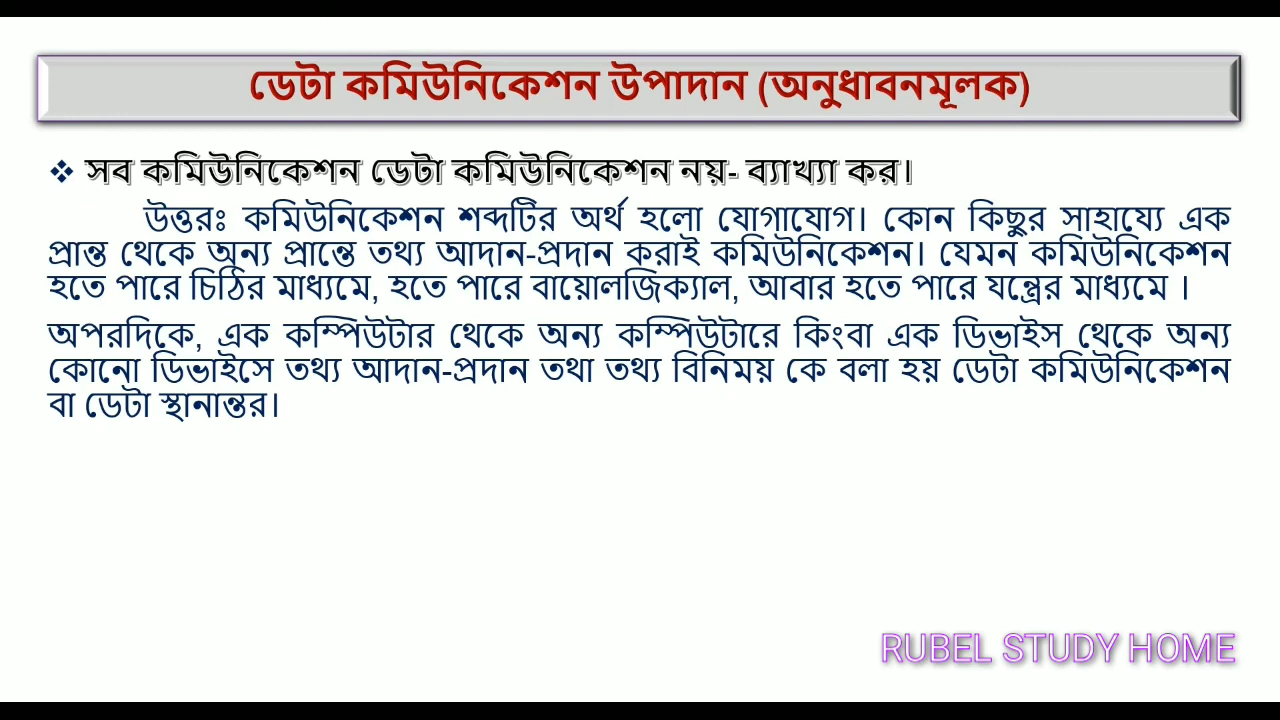 ডেটা কমিউনিকেশন উপাদান (অনুধাবনমূলক)
❖ সব কমিউনিকেশন ডেটা কমিউনিকেশন নয়- ব্যাখ্যা কর।
উত্তরঃ কমিউনিকেশন শব্দটির অর্থ হলো যোগাযোগ। কোন কিছুর সাহায্যে এক
প্রান্ত থেকে অন্য প্রান্তে তথ্য আদান-প্রদান করাই কমিউনিকেশন। যেমন কমিউনিকেশন
হতে পারে চিঠির মাধ্যমে, হতে পারে বায়োলজিক্যাল, আবার হতে পারে যন্ত্রের মাধ্যমে ।
অপরদিকে, এক কম্পিউটার থেকে অন্য কম্পিউটারে কিংবা এক ডিভাইস থেকে অন্য
কোনো ডিভাইসে তথ্য আদান-প্রদান তথা তথ্য বিনিময় কে বলা হয় ডেটা কমিউনিকেশন
বা ডেটা স্থানান্তর।
RUBEL STUDY HOME